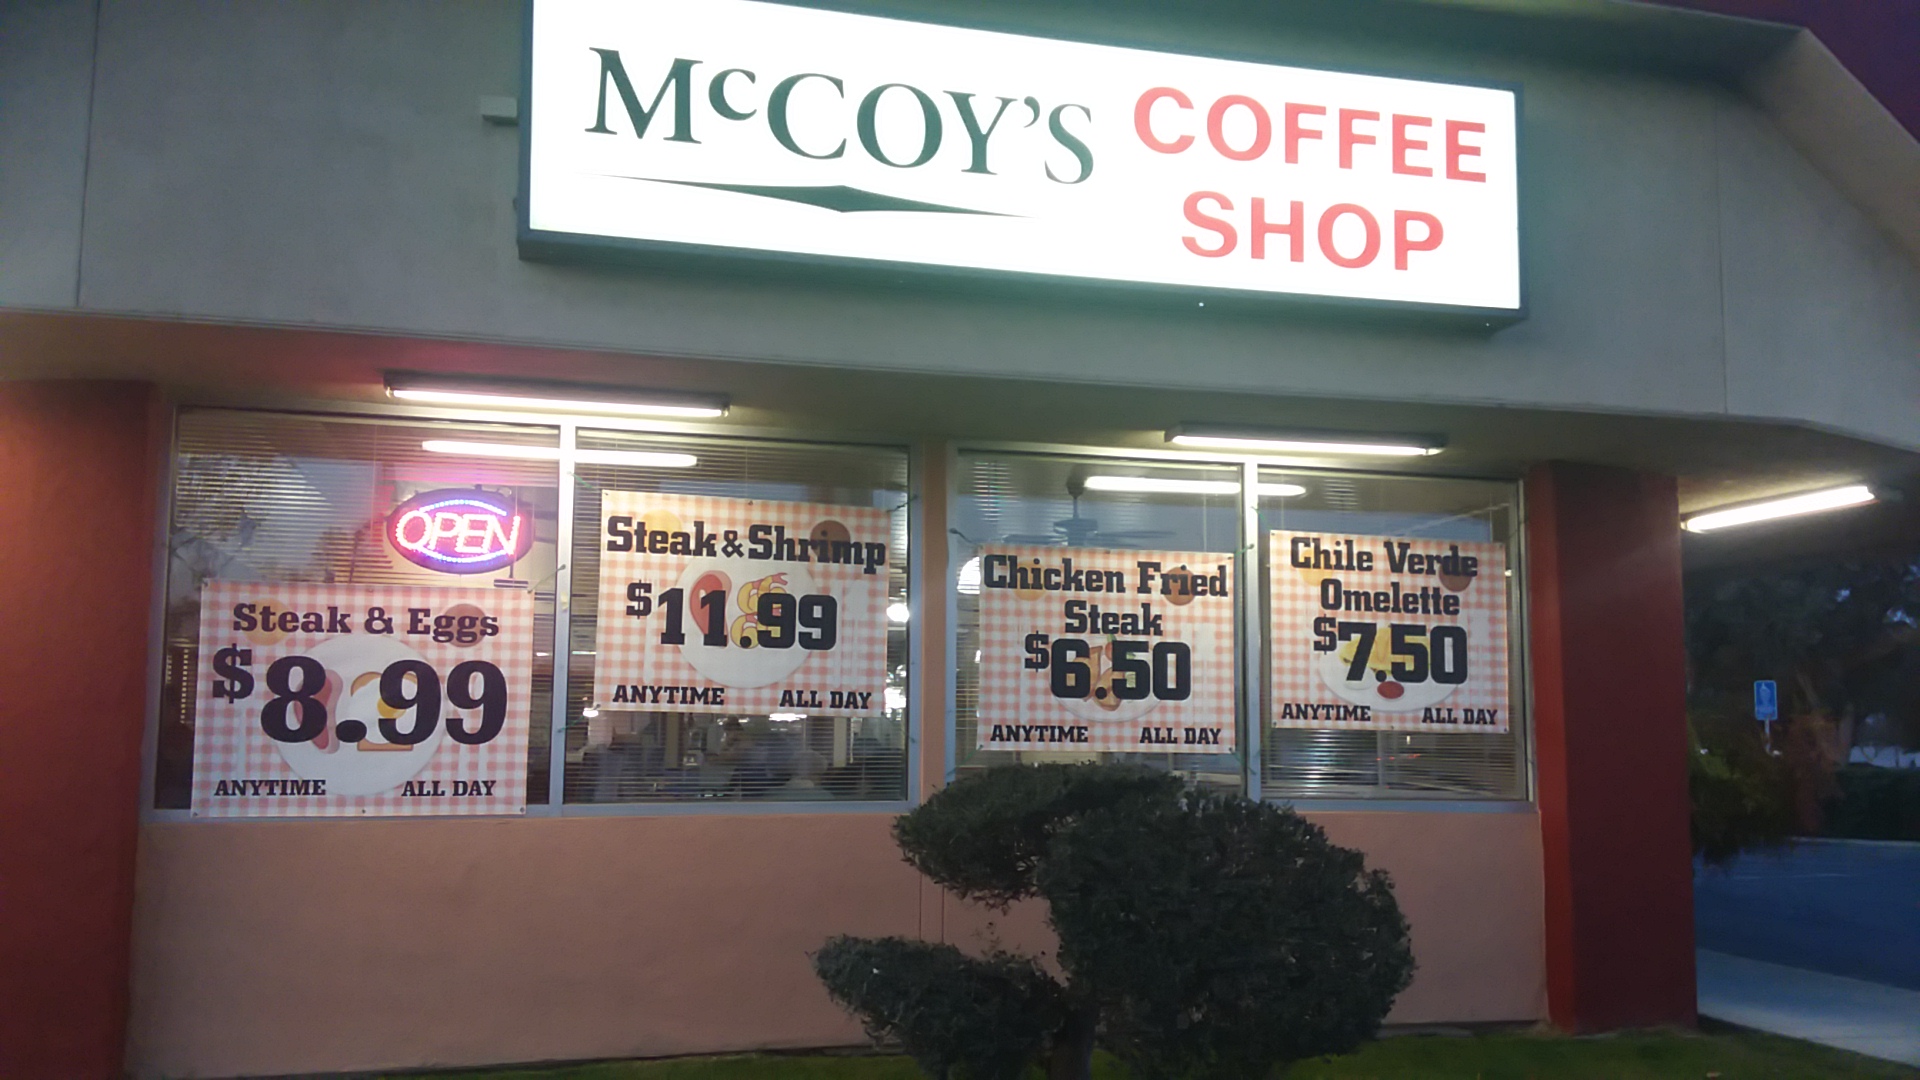 McCOY'S COFFEE
SHOP
OPEN
Steak & Eggs
$8.99
ANYTIME ALL DAY
Steak & Shrimp
$11.99
ANYTIME ALL DAY
Chicken Fried
Steak
$6.50
ANYTIME ALL DAY
Chile Verde
Omelette
$7.50
ANYTIME ALL DAY